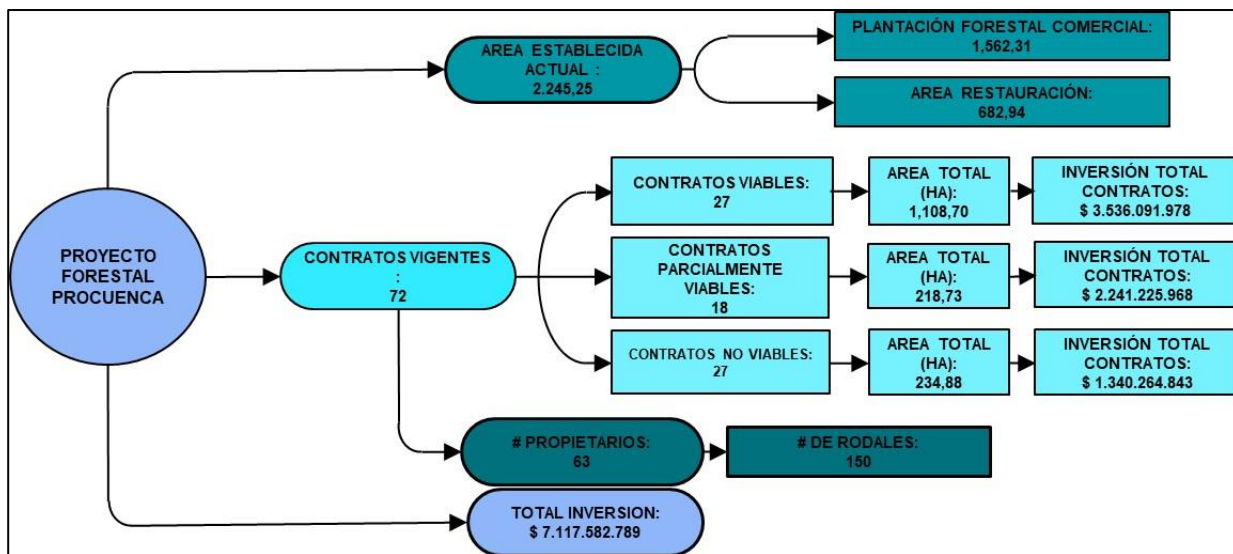 PROYECTO
FORESTAL
PROCUENCA
AREA ESTABLECIDA
ACTUAL :
2.245,25
PLANTACIÓN FORESTAL COMERCIAL:
1,562,31
AREA RESTAURACIÓN:
682,94
CONTRATOS VIGENTES
:
72
CONTRATOS VIABLES:
27
AREA TOTAL
(HA):
1,108,70
INVERSIÓN TOTAL
CONTRATOS:
$ 3.536.091.978
CONTRATOS
PARCIALMENTE
VIABLES:
18
AREA TOTAL
(HA):
218,73
INVERSIÓN TOTAL
CONTRATOS:
$ 2.241.225.968
CONTRATOS NO VIABLES:
27
AREA TOTAL
(HA):
234,88
INVERSIÓN TOTAL
CONTRATOS:
$ 1.340.264.843
# PROPIETARIOS:
63
# DE RODALES:
150
TOTAL INVERSION:
$ 7.117.582.789